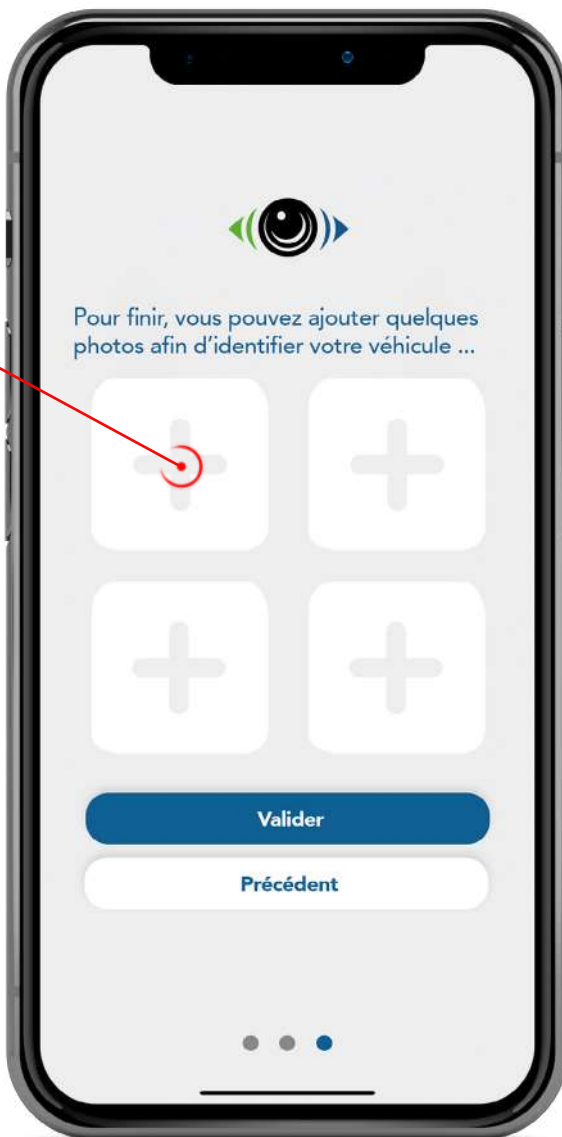 Pour finir, vous pouvez ajouter quelques
photos afin d’identifier votre véhicule ...
Valider
Précédent